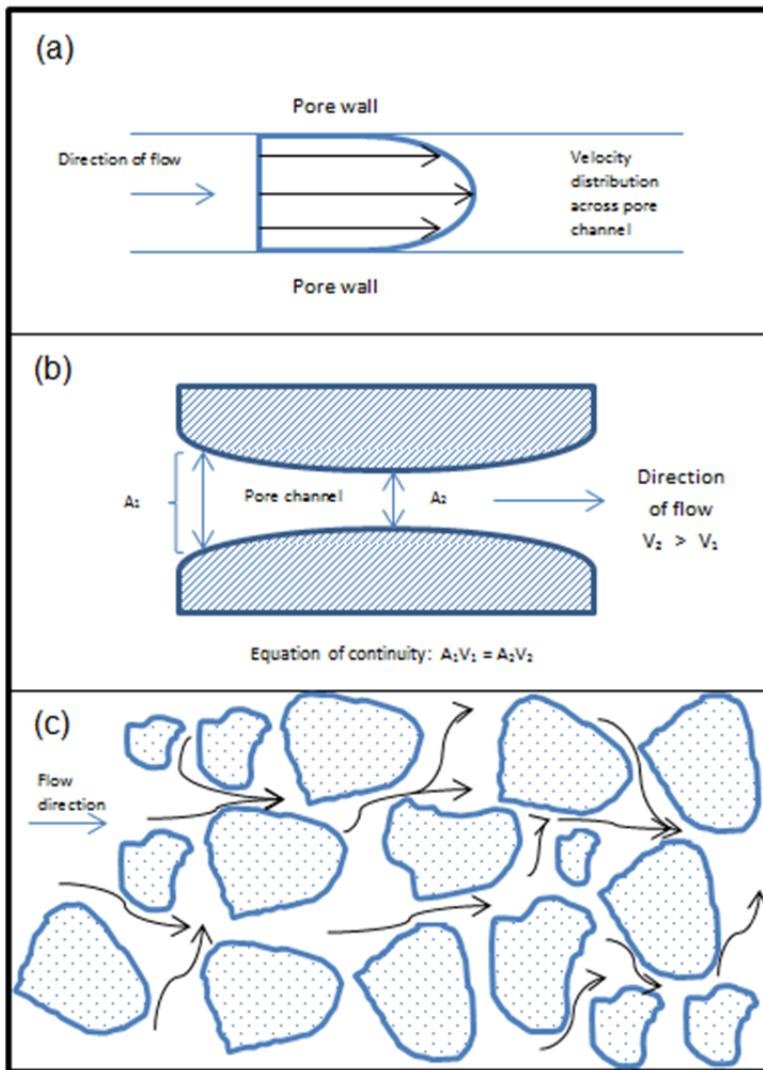 (a)
Pore wall
Direction of flow
Velocity
distribution
across pore
channel
Pore wall
(b)
A₁
Pore channel
A₂
Direction
of flow
V₂ > V₁
Equation of continuity: A₁V₁ = A₂V₂
(c)
Flow
direction